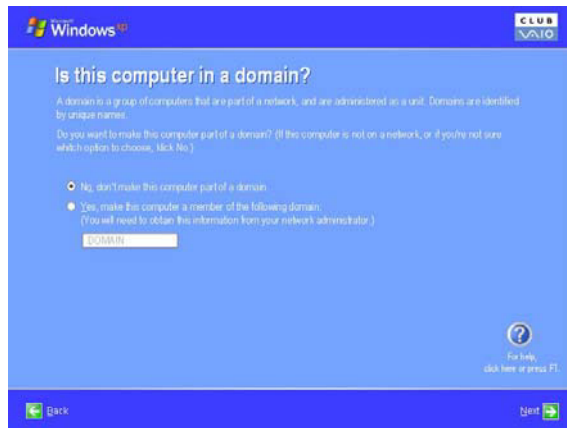 Microsoft
Windows xp
CLUB
VAIO
Is this computer in a domain?
A domain is a group of computers that are part of a network, and are administered as a unit. Domains are identified
by unique names.
Do you want to make this computer part of a domain? (If this computer is not on a network, or if you're not sure
whitch option to choose, klick No.)
No, don't make this computer part of a domain
Yes, make this computer a member of the following domain:
(You will need to obtain this information from your network administrator.)
DOMAIN
For help,
click here or press F1.
Back
Next